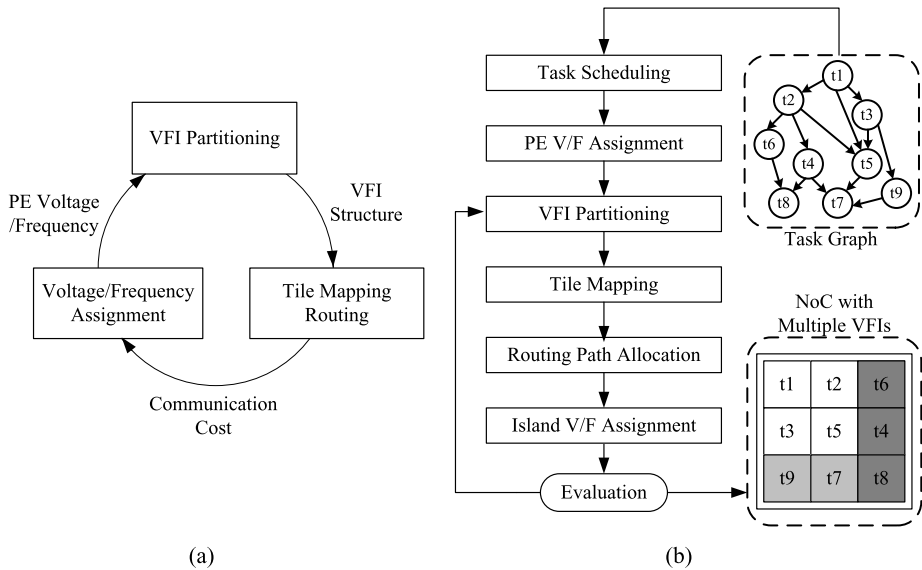 VFI Partitioning
PE Voltage
/Frequency
VFI
Structure
Voltage/Frequency
Assignment
Tile Mapping
Routing
Communication
Cost
(a)
Task Scheduling
PE V/F Assignment
VFI Partitioning
Tile Mapping
Routing Path Allocation
Island V/F Assignment
Evaluation
t1
t2
t3
t6
t4
t5
t9
t8
t7
Task Graph
NoC with
Multiple VFIs
t1 t2 t6
t3 t5 t4
t9 t7 t8
(b)